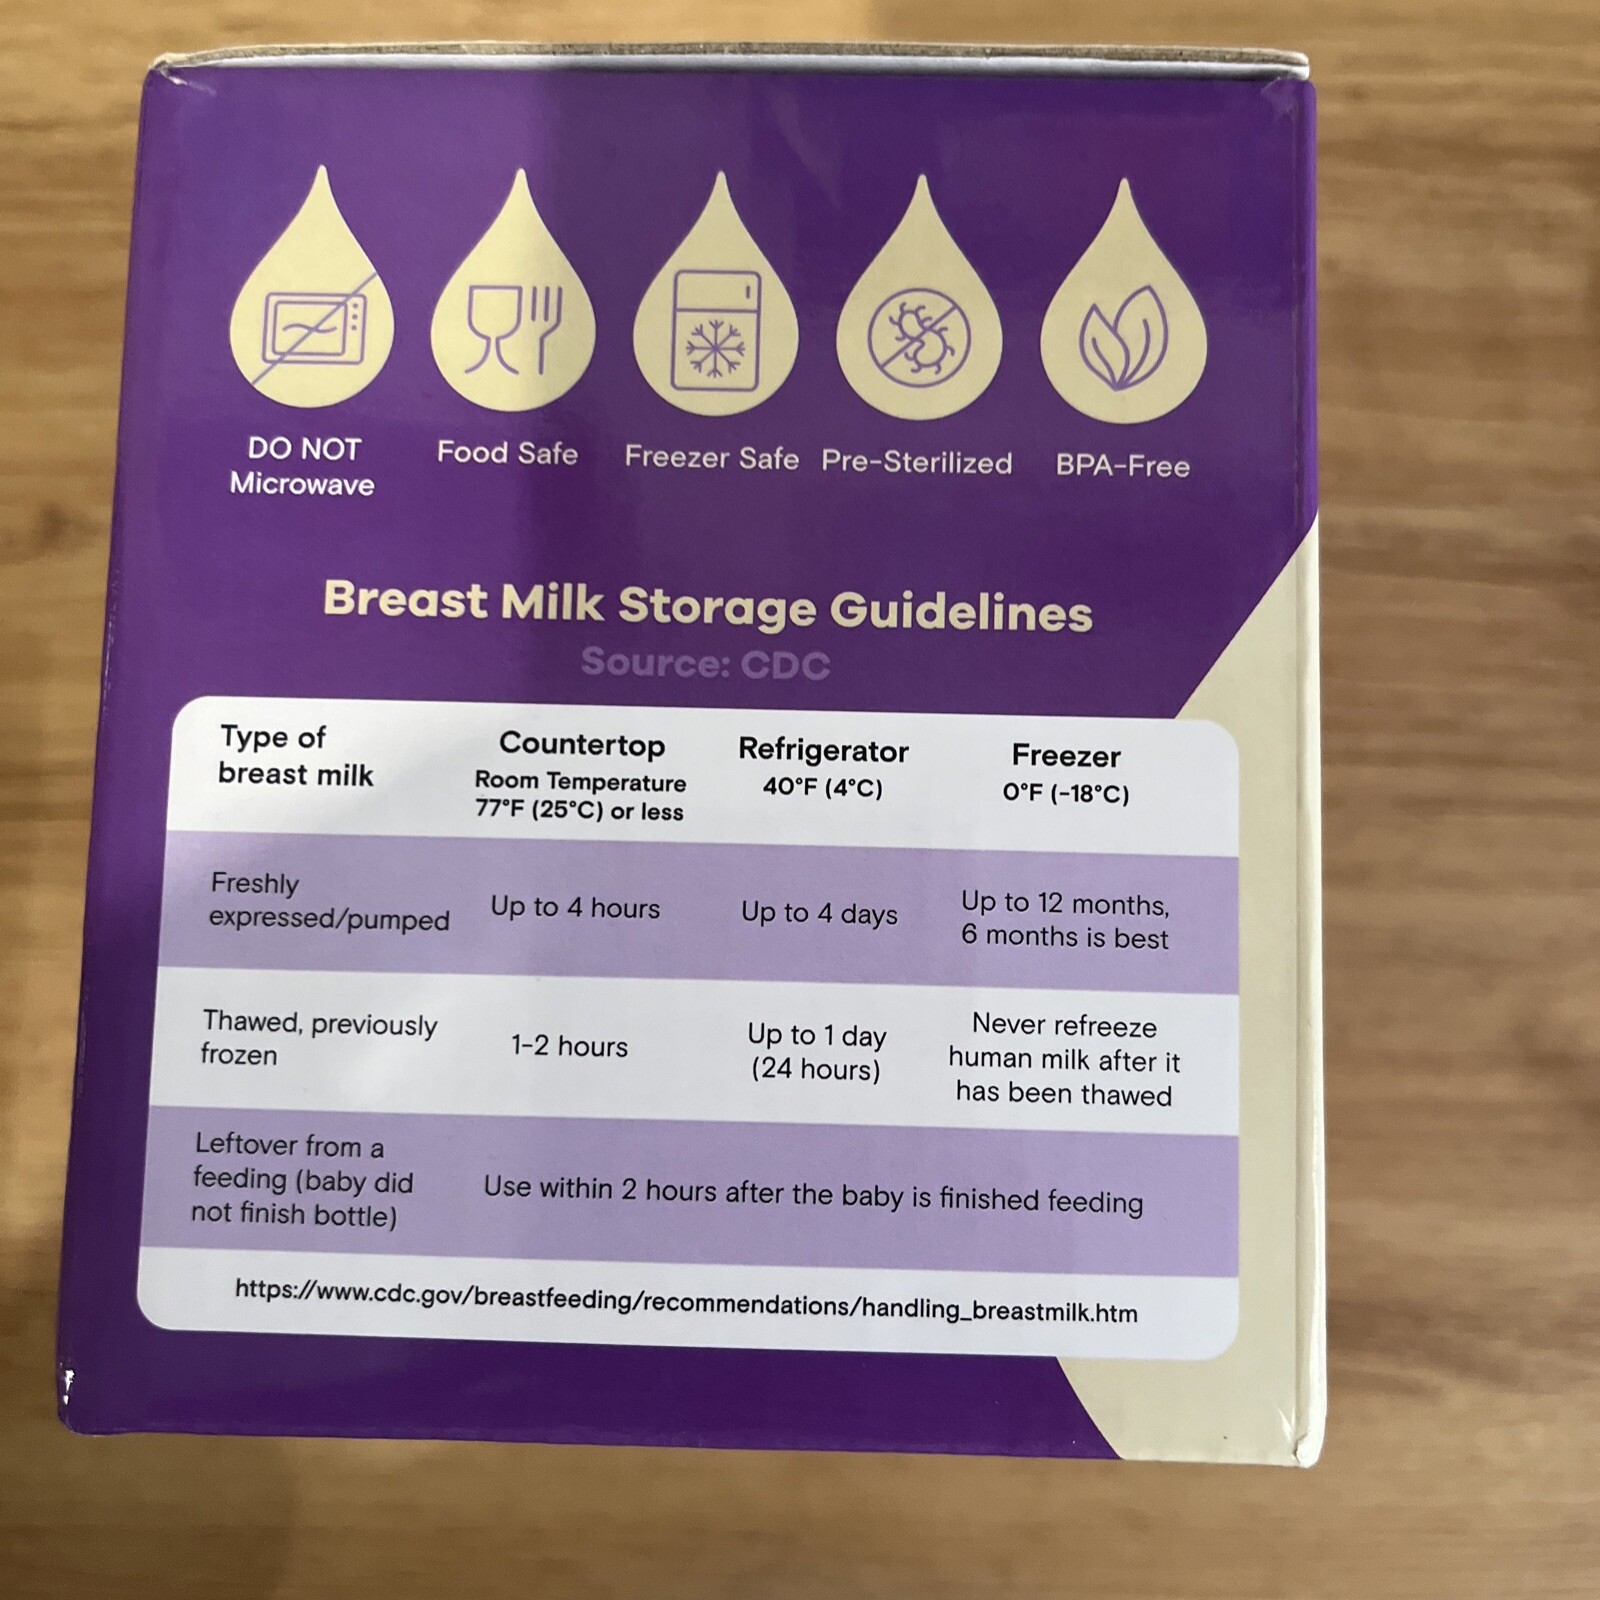 DO NOT
Microwave
Food Safe
Freezer Safe
Pre-Sterilized
BPA-Free
Breast Milk Storage Guidelines
Source: CDC
Type of
breast milk
Countertop
Room Temperature
77°F (25°C) or less
Refrigerator
40°F (4°C)
Freezer
0°F (-18°C)
Freshly
expressed/pumped
Up to 4 hours
Up to 4 days
Up to 12 months,
6 months is best
Thawed, previously
frozen
1-2 hours
Up to 1 day
(24 hours)
Never refreeze
human milk after it
has been thawed
Leftover from a
feeding (baby did
not finish bottle)
Use within 2 hours after the baby is finished feeding
https://www.cdc.gov/breastfeeding/recommendations/handling_breastmilk.htm